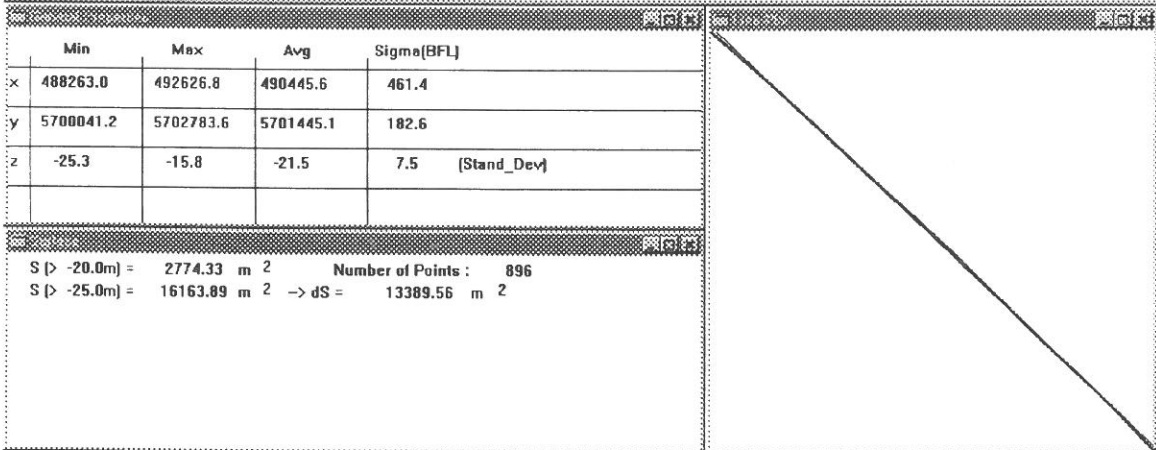 Min Max Avg Sigma(BFL)
x 488263.0 492626.8 490445.6 461.4
y 5700041.2 5702783.6 5701445.1 182.6
z -25.3 -15.8 -21.5 7.5 (Stand_Dev)
S (> -20.0m) = 2774.33 m 2 Number of Points : 896
S (> -25.0m) = 16163.89 m 2 -> dS = 13389.56 m 2